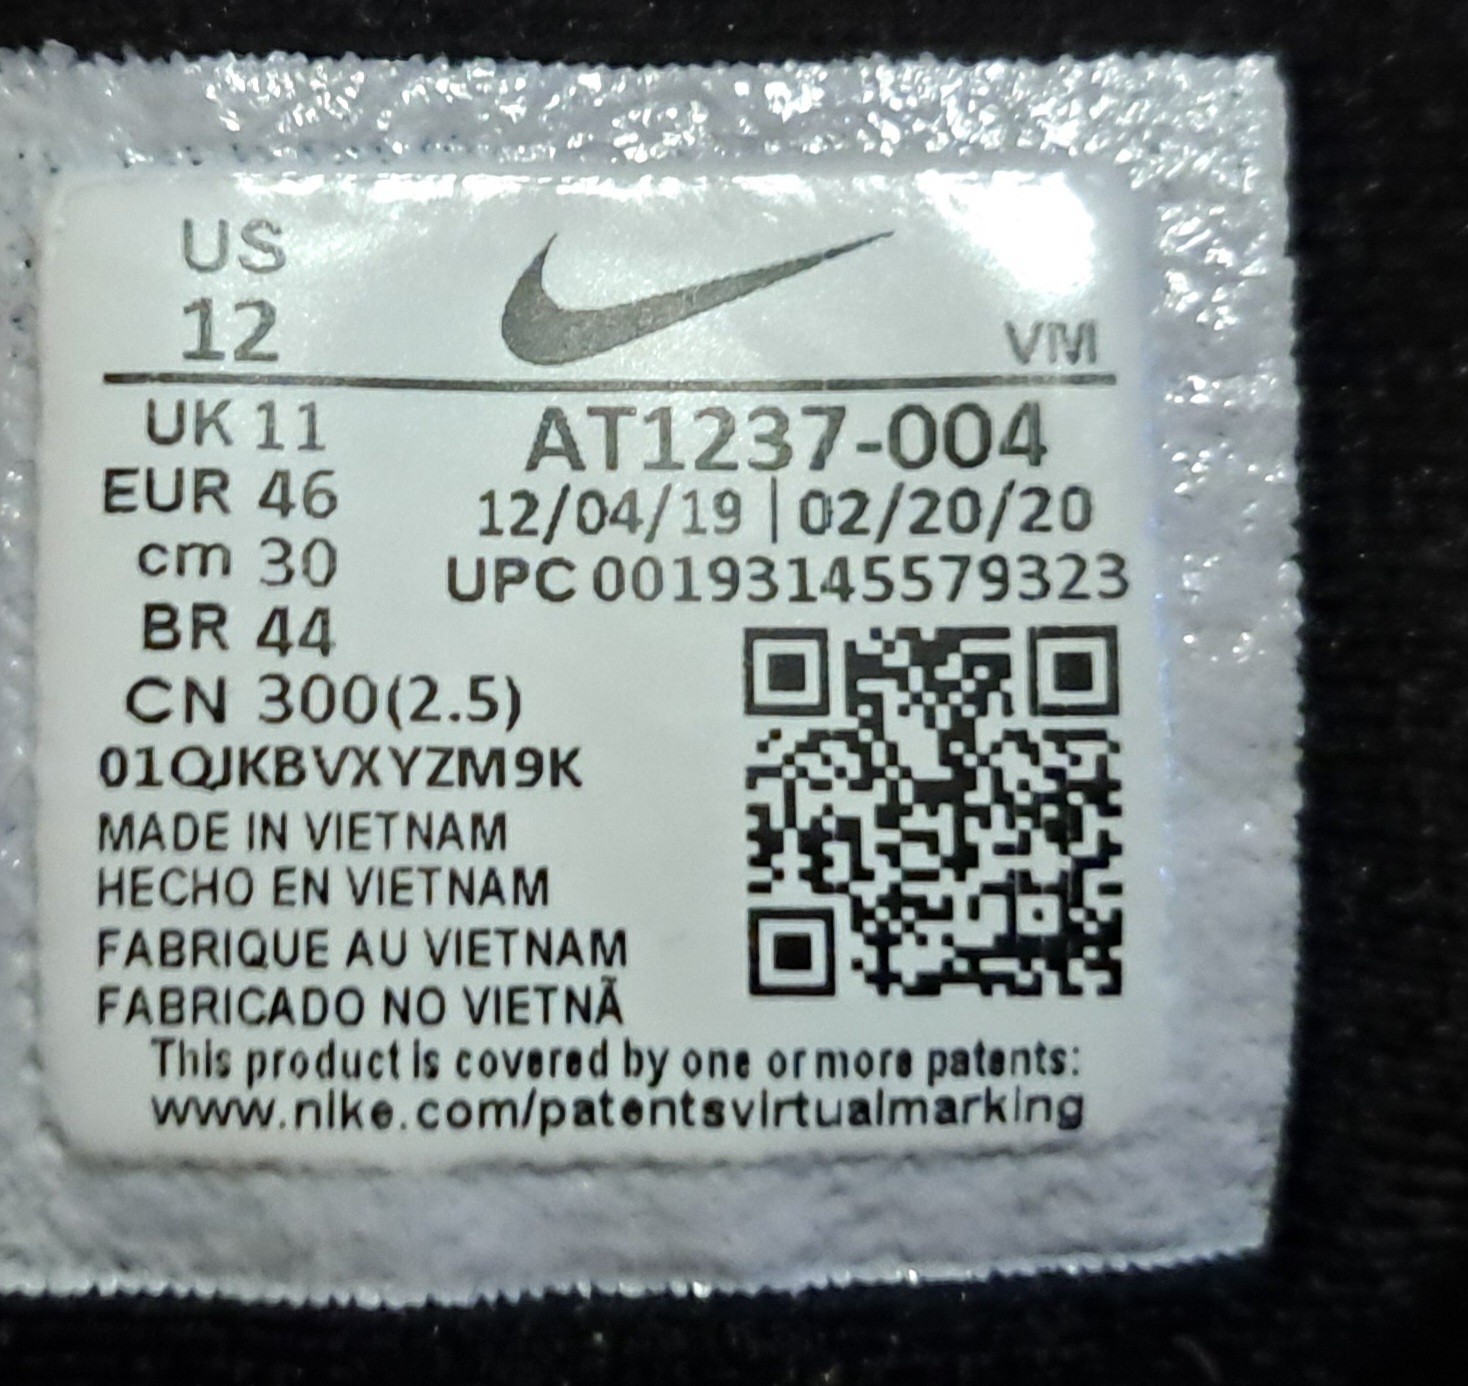 US
12
VM
UK 11
EUR 46
cm 30
BR 44
CN 300(2.5)
AT1237-004
12/04/19 | 02/20/20
UPC 00193145579323
01QJKBVXYZM9K
MADE IN VIETNAM
HECHO EN VIETNAM
FABRIQUE AU VIETNAM
FABRICADO NO VIETNÃ
This product is covered by one or more patents:
www.nike.com/patentsvirtualmarking